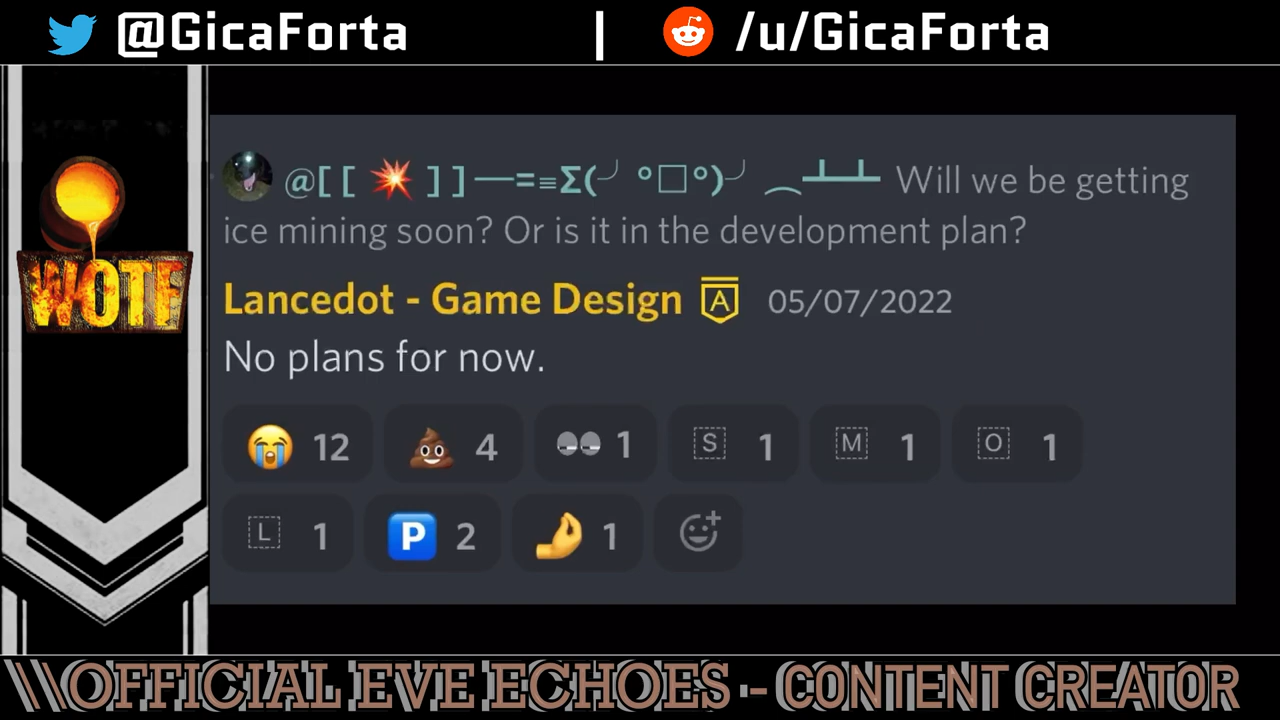 @GicaForta | /u/GicaForta
WOTF
@[[ 💥 ]]一=≡Σ(╯°□°)╯︵┻┻ Will we be getting
ice mining soon? Or is it in the development plan?
Lancedot - Game Design A 05/07/2022
No plans for now.
😭 12 💩 4 👀 1 🇸 1 🇲 1 🇴 1
🇱 1 🅿️ 2 🤌 1
\\OFFICIAL EVE ECHOES - CONTENT CREATOR